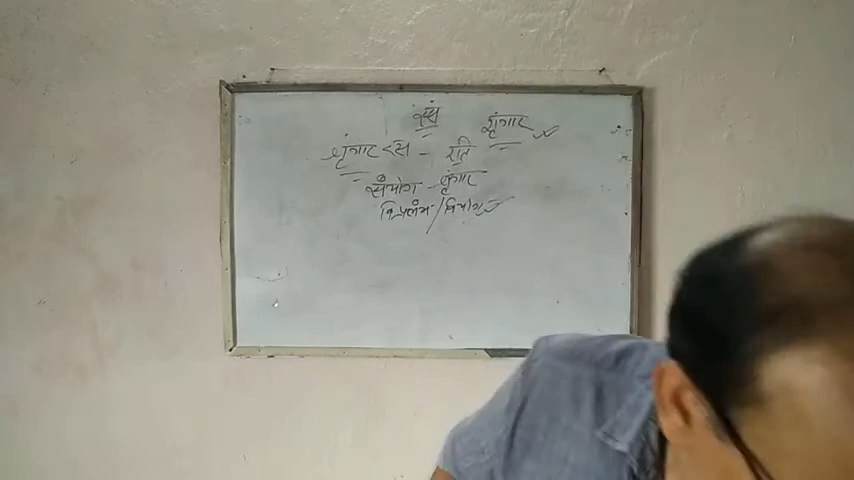 रस शृंगार
शृंगार रस - रति
संयोग - शृंगार
विप्रलंभ / वियोग